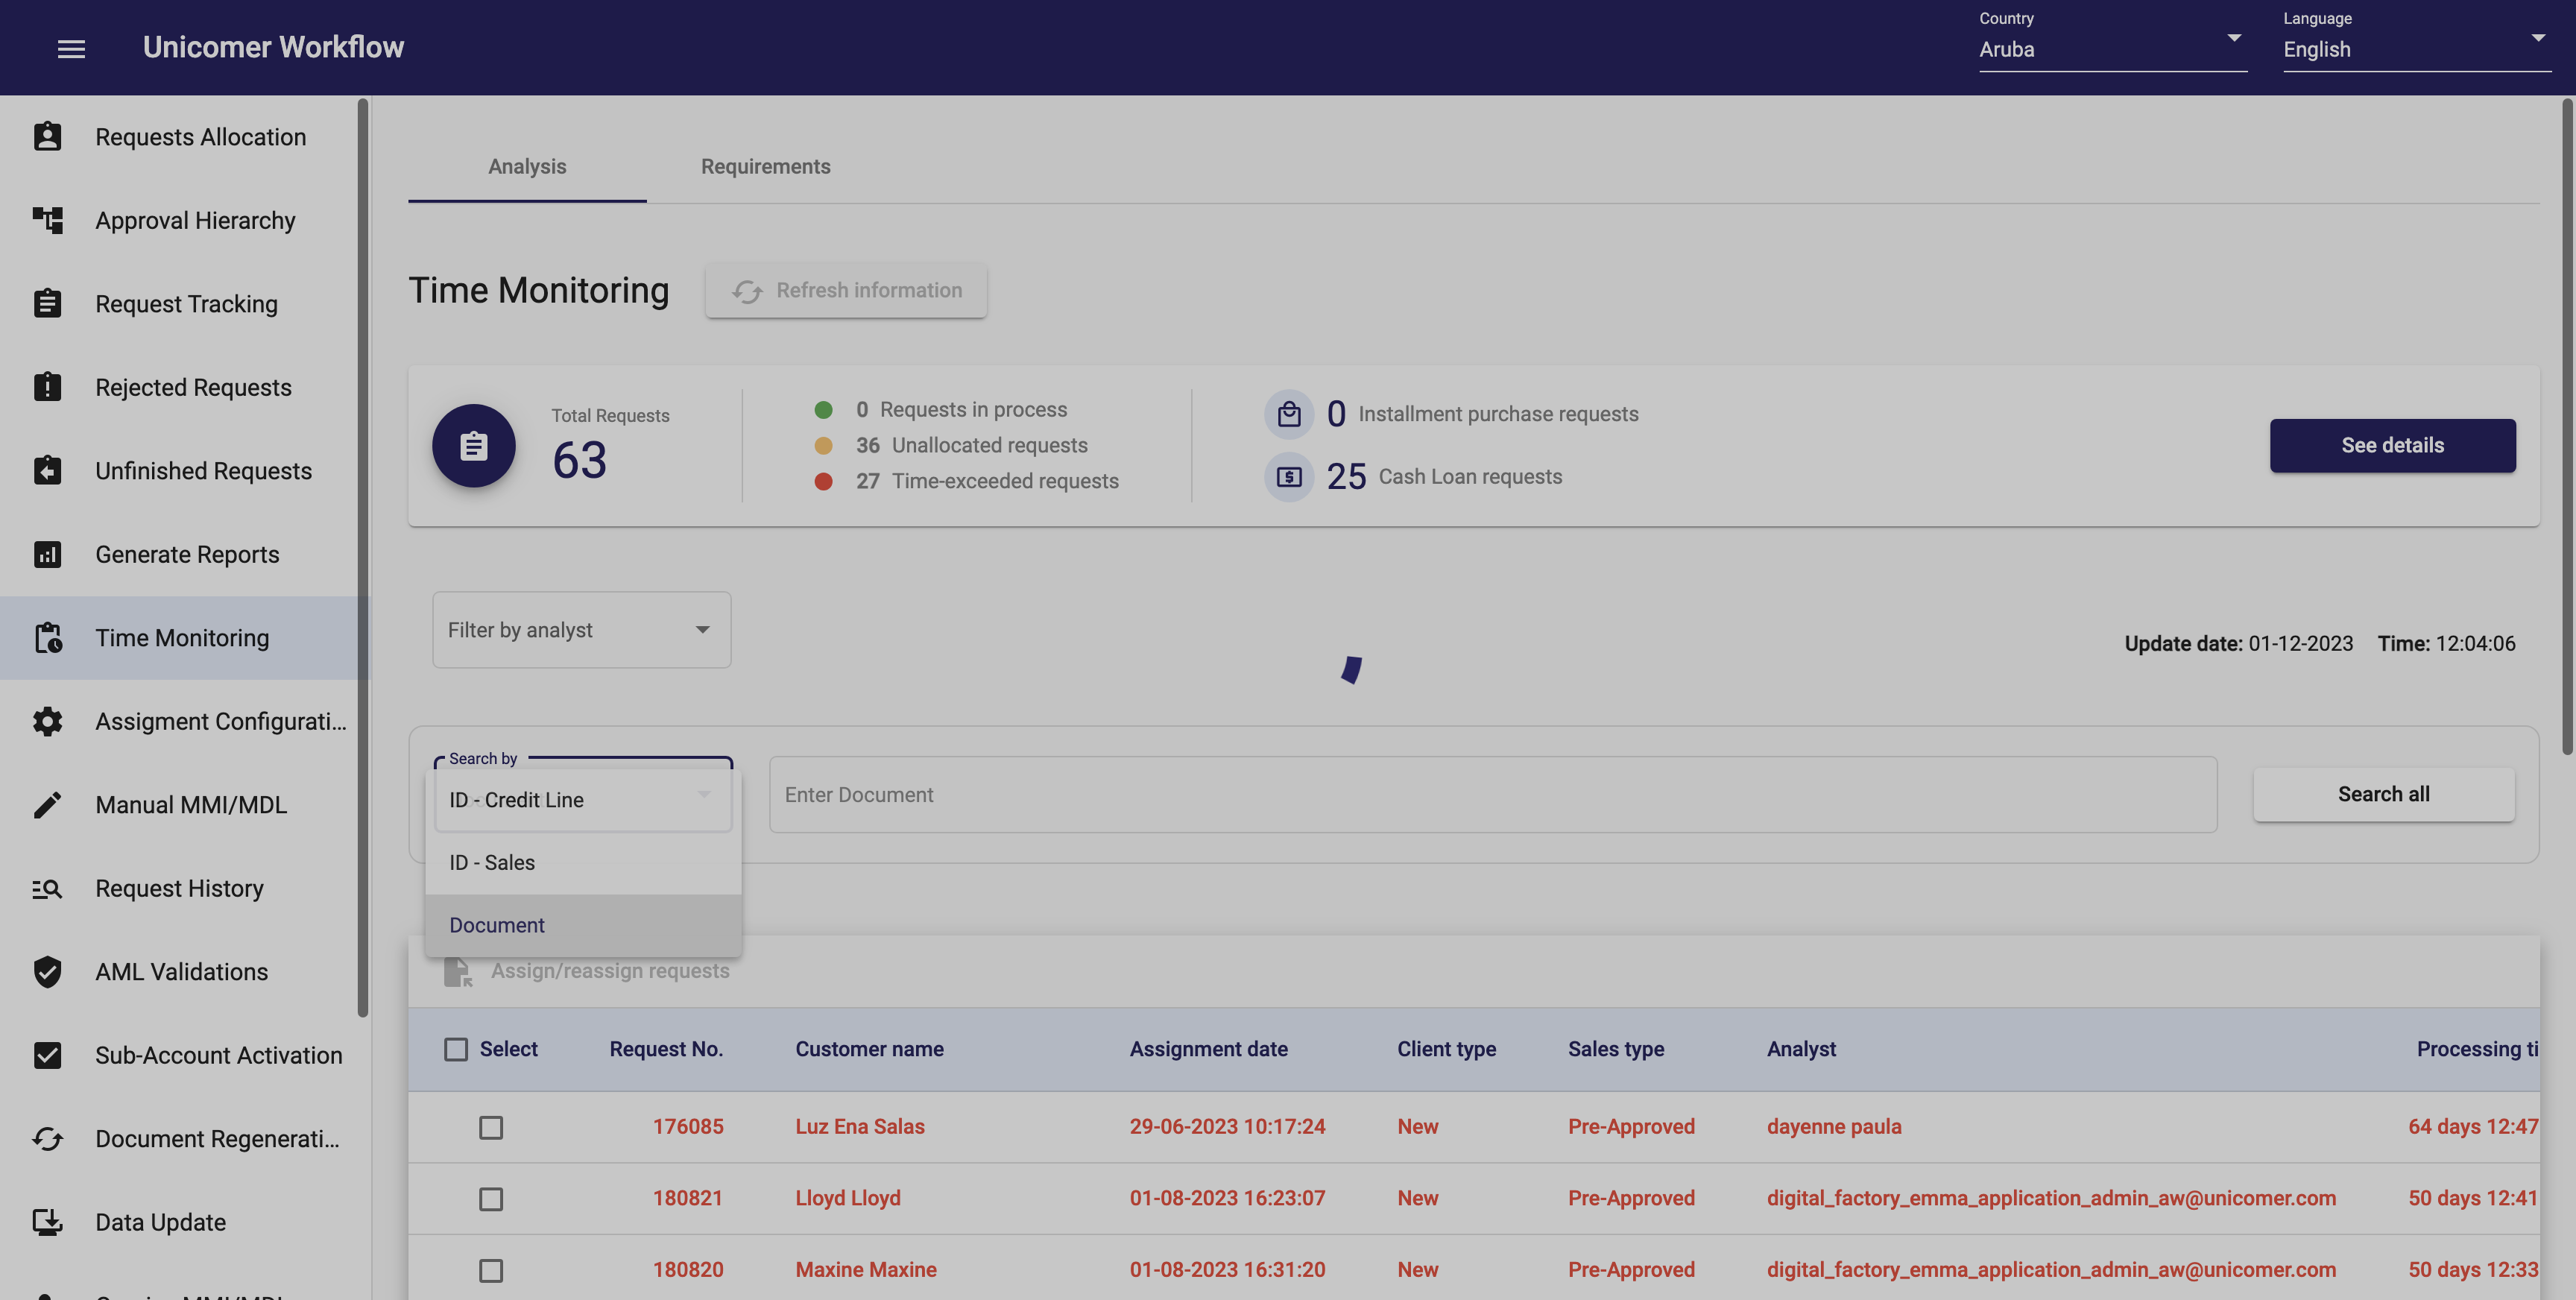 Unicomer Workflow
Country
Aruba
Language
English
Requests Allocation
Approval Hierarchy
Request Tracking
Rejected Requests
Unfinished Requests
Generate Reports
Time Monitoring
Assigment Configurati...
Manual MMI/MDL
Request History
AML Validations
Sub-Account Activation
Document Regenerati...
Data Update
Analysis
Requirements
Time Monitoring
Refresh information
Total Requests
63
0 Requests in process
36 Unallocated requests
27 Time-exceeded requests
0 Installment purchase requests
25 Cash Loan requests
See details
Filter by analyst
Update date: 01-12-2023 Time: 12:04:06
Search by
ID - Credit Line
ID - Sales
Document
Enter Document
Search all
Assign/reassign requests
Select Request No. Customer name Assignment date Client type Sales type Analyst Processing ti
176085 Luz Ena Salas 29-06-2023 10:17:24 New Pre-Approved dayenne paula 64 days 12:47
180821 Lloyd Lloyd 01-08-2023 16:23:07 New Pre-Approved digital_factory_emma_application_admin_aw@unicomer.com 50 days 12:41
180820 Maxine Maxine 01-08-2023 16:31:20 New Pre-Approved digital_factory_emma_application_admin_aw@unicomer.com 50 days 12:33